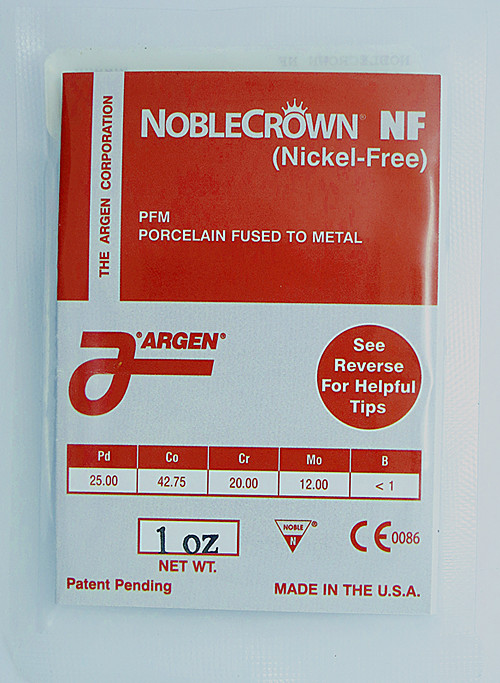 THE ARGEN CORPORATION
NOBLECROWN® NF
(Nickel-Free)
PFM
PORCELAIN FUSED TO METAL
®ARGEN®
See
Reverse
For Helpful
Tips
Pd Co Cr Mo B
25.00 42.75 20.00 12.00 < 1
1 oz
NET WT.
NOBLE ®
N
CE 0086
Patent Pending
MADE IN THE U.S.A.